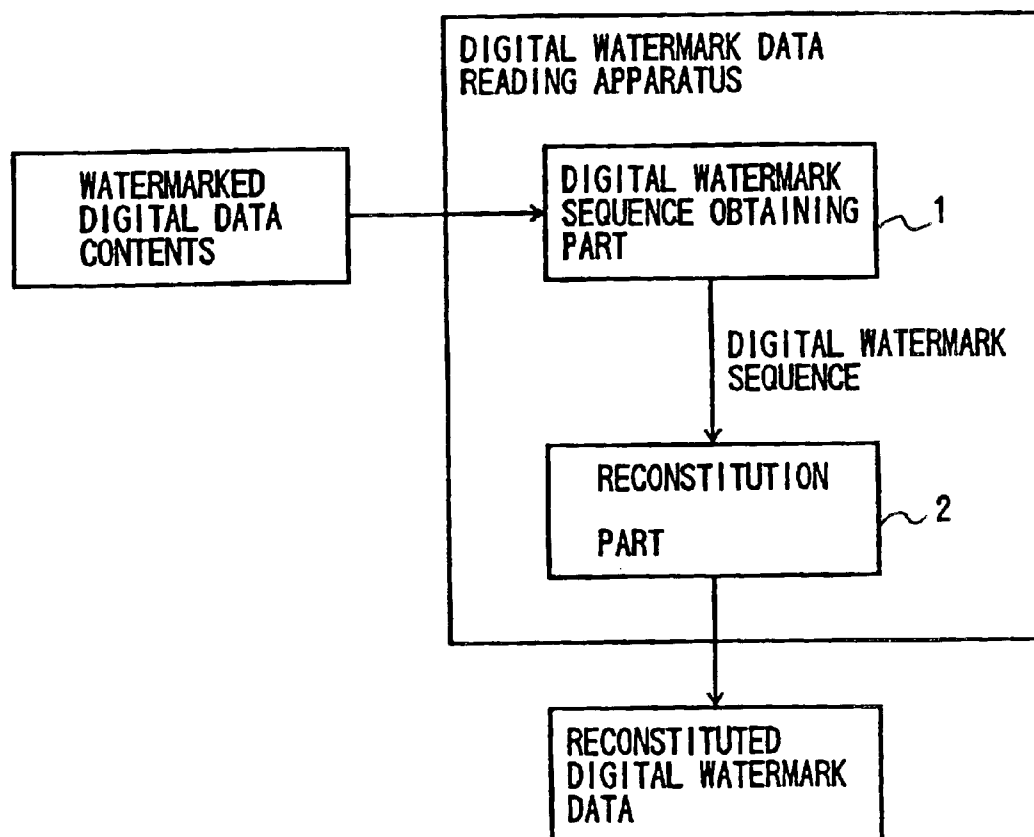 DIGITAL WATERMARK DATA
READING APPARATUS
WATERMARKED
DIGITAL DATA
CONTENTS
DIGITAL WATERMARK
SEQUENCE OBTAINING
PART
1
DIGITAL WATERMARK
SEQUENCE
RECONSTITUTION
PART
2
RECONSTITUTED
DIGITAL WATERMARK
DATA